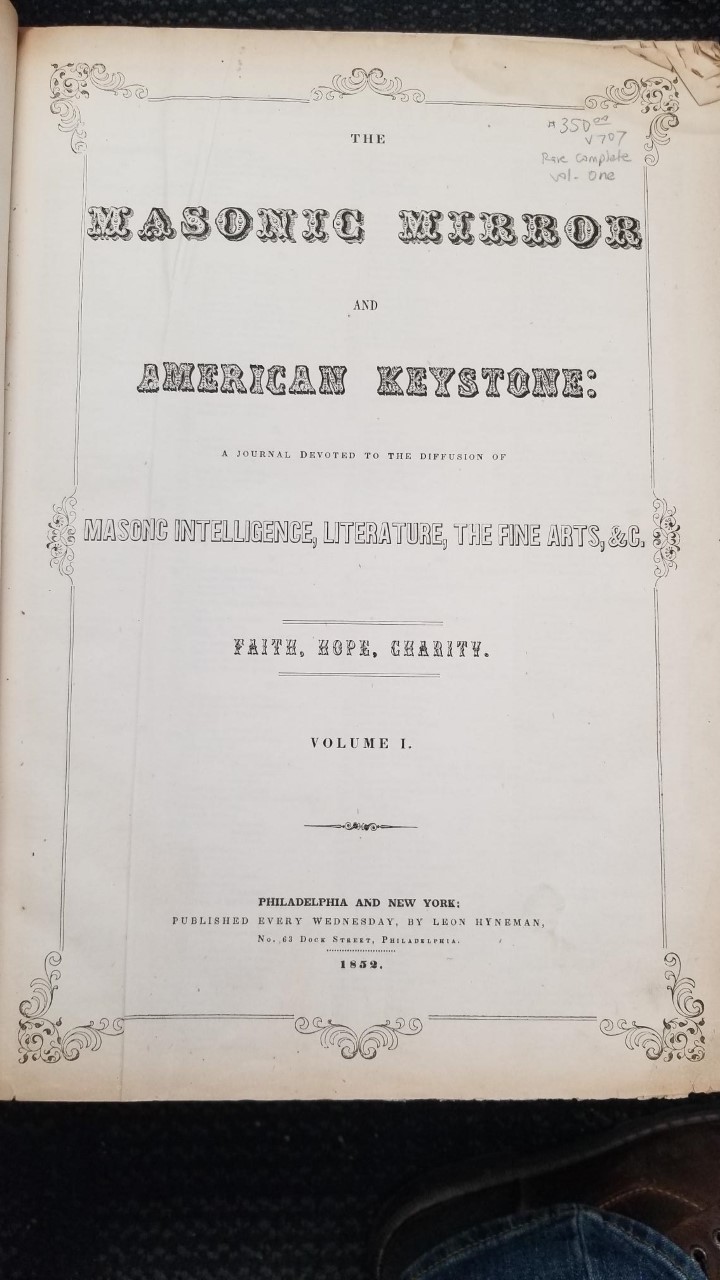 $350.00
V707
Rare Complete
vol. One
THE
MASONIC MIRROR
AND
AMERICAN KEYSTONE:
A JOURNAL DEVOTED TO THE DIFFUSION OF
MASONC INTELLIGENCE, LITERATURE, THE FINE ARTS, &C.
FAITH, HOPE, CHARITY.
VOLUME I.
PHILADELPHIA AND NEW YORK:
PUBLISHED EVERY WEDNESDAY, BY LEON HYNEMAN,
No. 63 Dock Street, Philadelphia.
1852.